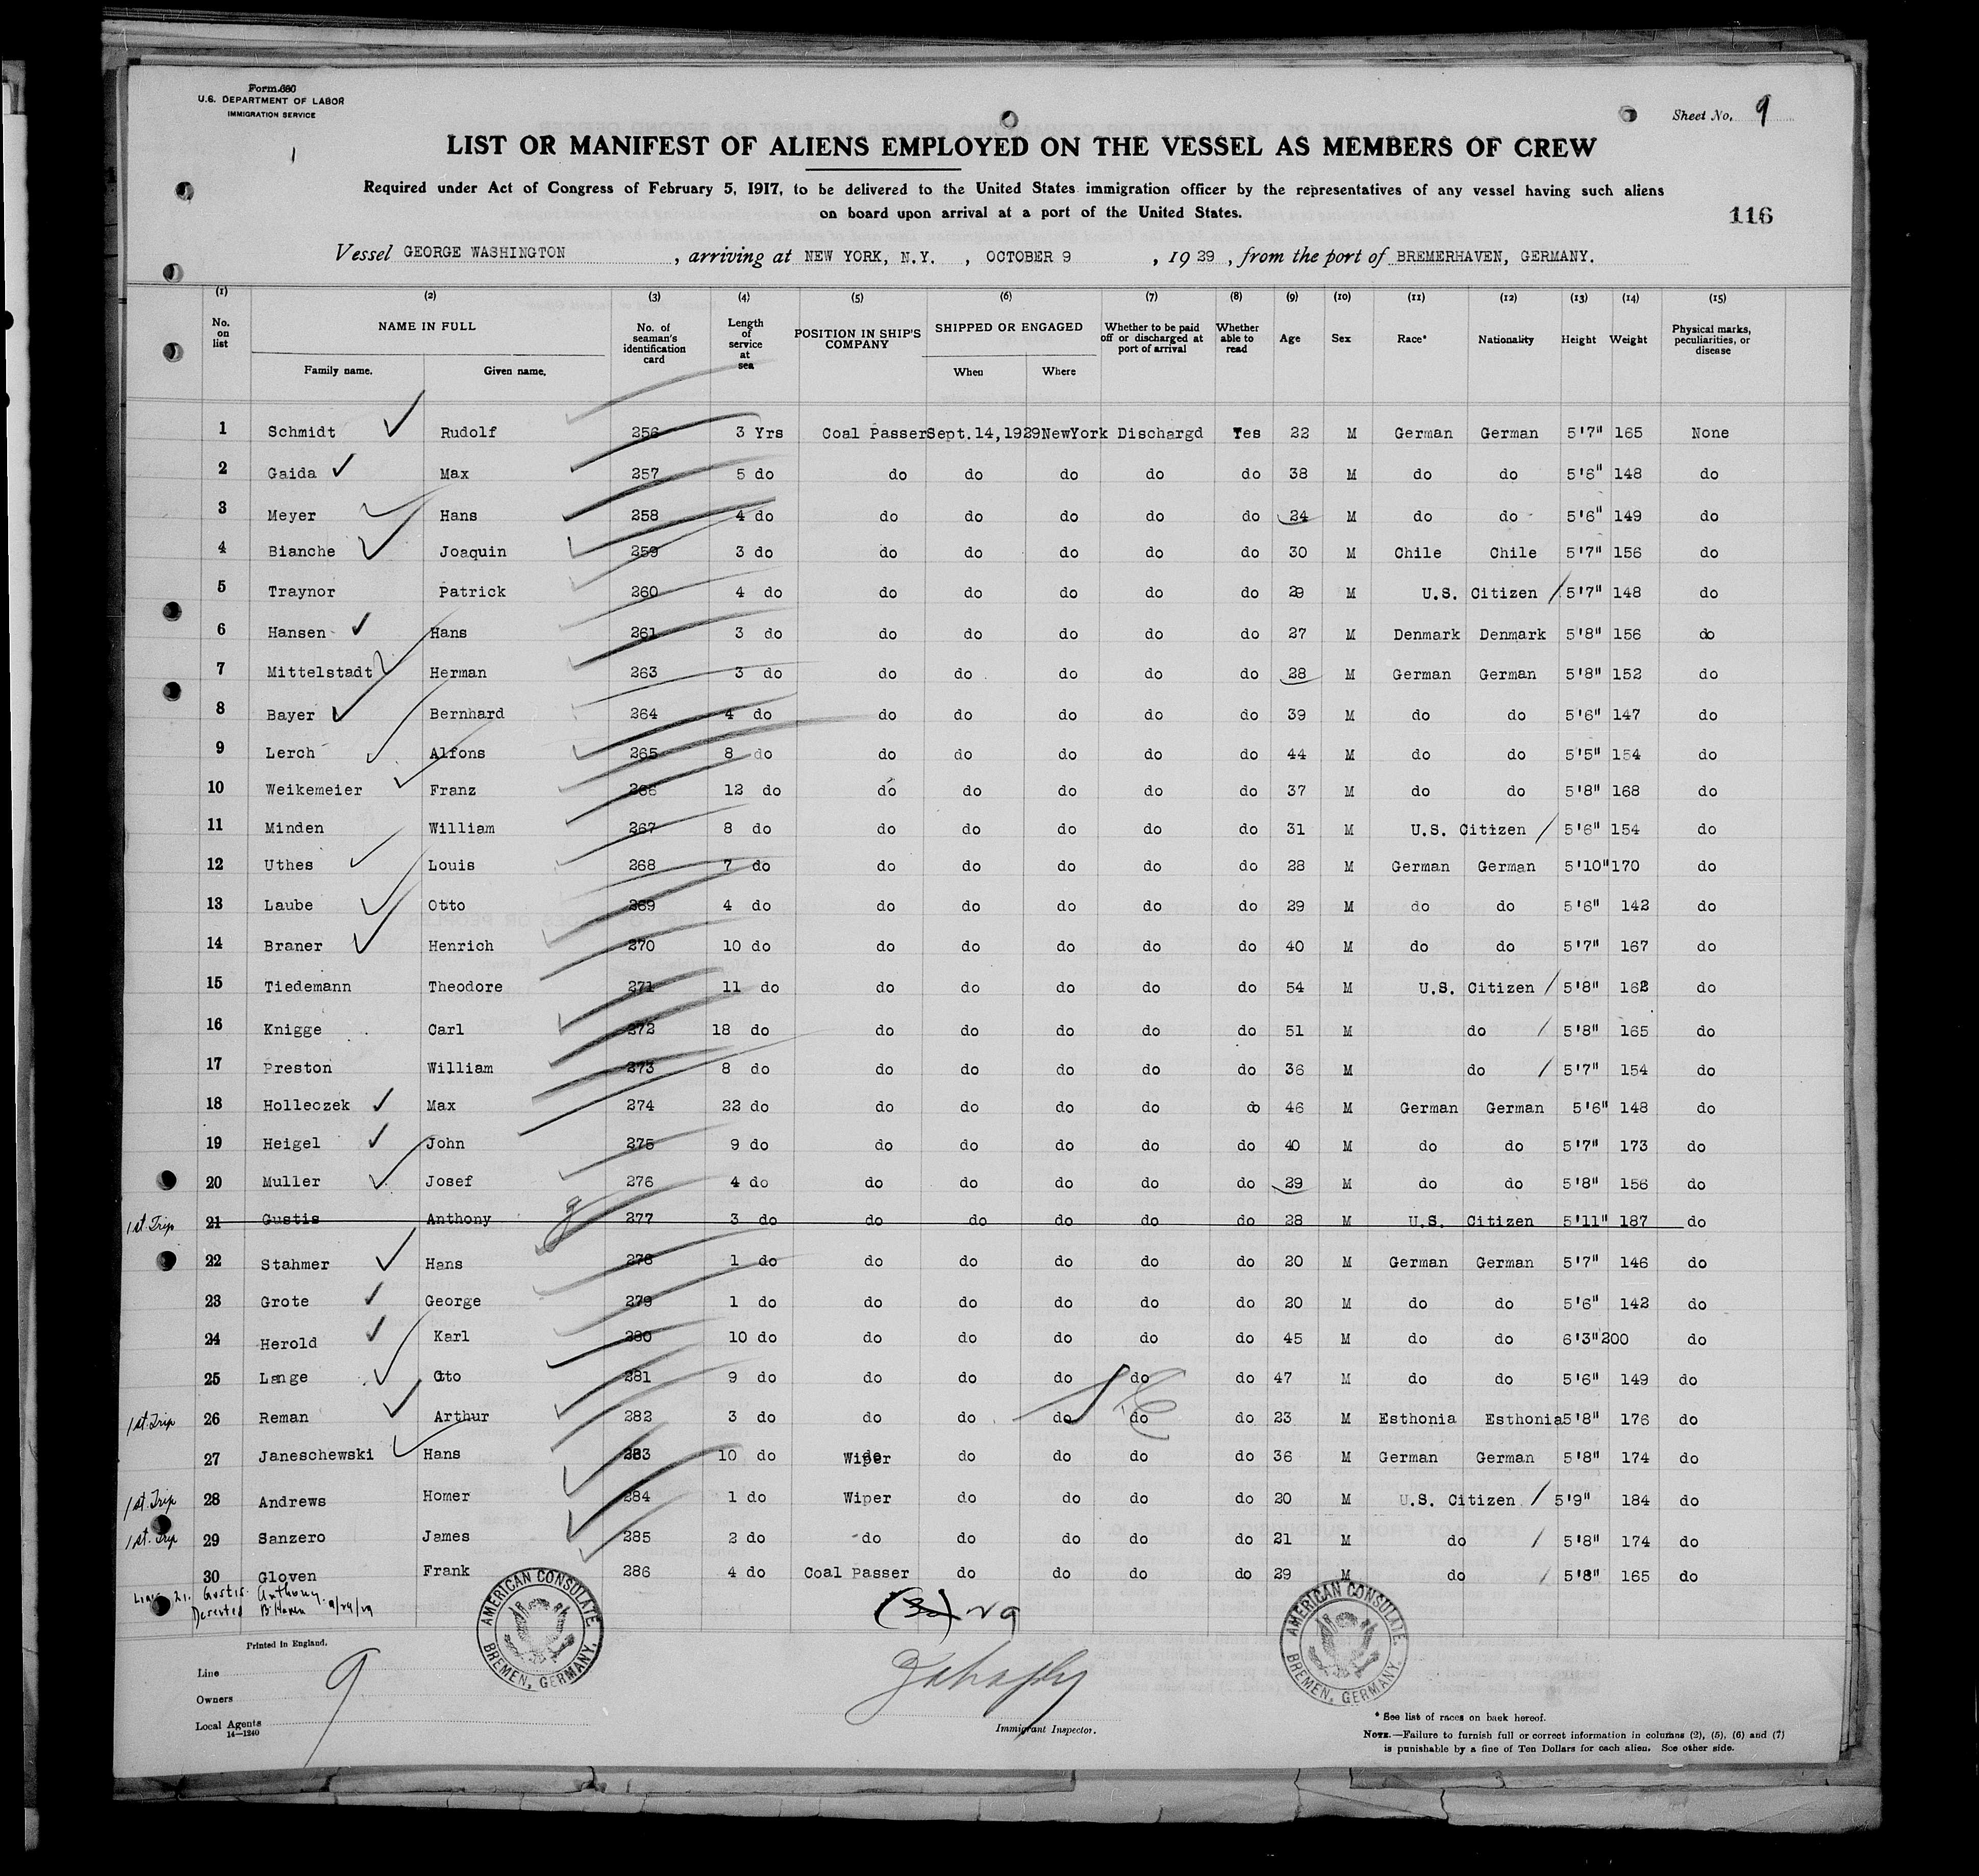 Form 680
U.S. DEPARTMENT OF LABOR
IMMIGRATION SERVICE
1
Sheet No. 9
LIST OR MANIFEST OF ALIENS EMPLOYED ON THE VESSEL AS MEMBERS OF CREW
Required under Act of Congress of February 5, 1917, to be delivered to the United States immigration officer by the representatives of any vessel having such aliens
on board upon arrival at a port of the United States.
116
Vessel GEORGE WASHINGTON, arriving at NEW YORK, N.Y., OCTOBER 9, 1929, from the port of BREMERHAVEN, GERMANY.
(1) (2) (3) (4) (5) (6) (7) (8) (9) (10) (11) (12) (13) (14) (15)
No. on list NAME IN FULL No. of seaman's identification card Length of service at sea POSITION IN SHIP'S COMPANY SHIPPED OR ENGAGED Whether to be paid off or discharged at port of arrival Whether able to read Age Sex Race* Nationality Height Weight Physical marks, peculiarities, or disease
Family name. Given name. When Where
1 Schmidt Rudolf 256 3 Yrs Coal Passer Sept.14,1929 NewYork Dischargd Yes 22 M German German 5'7" 165 None
2 Gaida Max 257 5 do do do do do do 38 M do do 5'6" 148 do
3 Meyer Hans 258 4 do do do do do do 24 M do do 5'6" 149 do
4 Bianche Joaquin 259 3 do do do do do do 30 M Chile Chile 5'7" 156 do
5 Traynor Patrick 260 4 do do do do do do 29 M U.S. Citizen / 5'7" 148 do
6 Hansen Hans 261 3 do do do do do do 27 M Denmark Denmark 5'8" 156 do
7 Mittelstadt Herman 263 3 do do do do do do 28 M German German 5'8" 152 do
8 Bayer Bernhard 264 4 do do do do do do 39 M do do 5'6" 147 do
9 Lerch Alfons 265 8 do do do do do do 44 M do do 5'5" 154 do
10 Weikemeier Franz 266 12 do do do do do do 37 M do do 5'8" 168 do
11 Minden William 267 8 do do do do do do 31 M U.S. Citizen / 5'6" 154 do
12 Uthes Louis 268 7 do do do do do do 28 M German German 5'10" 170 do
13 Laube Otto 269 4 do do do do do do 29 M do do 5'6" 142 do
14 Braner Henrich 270 10 do do do do do do 40 M do do 5'7" 167 do
15 Tiedemann Theodore 271 11 do do do do do do 54 M U.S. Citizen / 5'8" 162 do
16 Knigge Carl 272 18 do do do do do do 51 M do / 5'8" 165 do
17 Preston William 273 8 do do do do do do 36 M do / 5'7" 154 do
18 Holleczek Max 274 22 do do do do do do 46 M German German 5'6" 148 do
19 Heigel John 275 9 do do do do do do 40 M do do 5'7" 173 do
20 Muller Josef 276 4 do do do do do do 29 M do do 5'8" 156 do
1st Trip 21 Gustis Anthony 277 3 do do do do do do 28 M U.S. Citizen 5'11" 187 do
22 Stahmer Hans 278 1 do do do do do do 20 M German German 5'7" 146 do
23 Grote George 279 1 do do do do do do 20 M do do 5'6" 142 do
24 Herold Karl 280 10 do do do do do do 45 M do do 6'3" 200 do
25 Lange Otto 281 9 do do do do do do 47 M do do 5'6" 149 do
1st Trip 26 Reman Arthur 282 3 do do do do do do 23 M Esthonia Esthonia 5'8" 176 do
27 Janeschewski Hans 283 10 do Wiper do do do do 36 M German German 5'8" 174 do
1st Trip 28 Andrews Homer 284 1 do Wiper do do do do 20 M U.S. Citizen / 5'9" 184 do
1st Trip 29 Sanzero James 285 2 do do do do do do 21 M do / 5'8" 174 do
30 Gloven Frank 286 4 do Coal Passer do do do do 29 M do / 5'8" 165 do
Line 21. Gustis Anthony
Deserted B'Haven 9/24/29
(30) 29
AMERICAN CONSULATE
BREMEN, GERMANY.
AMERICAN CONSULATE
BREMEN, GERMANY.
Printed in England.
Line
Owners
Local Agents
14—1240
9
Immigrant Inspector.
* See list of races on back hereof.
NOTE.—Failure to furnish full or correct information in columns (2), (5), (6) and (7)
is punishable by a fine of Ten Dollars for each alien. See other side.